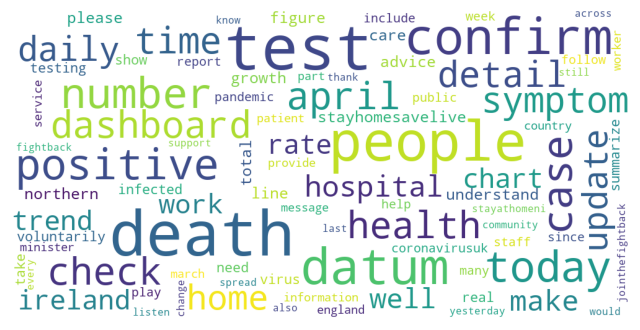 please
know
figure
include
week
across
daily
time
test
care
confirm
testing
show
report
growth
part
thank
advice
detail
follow
still
worker
service
number
pandemic
april
public
symptom
dashboard
patient
stayhomesavelive
country
fightback
support
rate
people
case
update
summarize
positive
total
provide
hospital
chart
understand
northern
infected
line
trend
work
death
message
help
health
stayathomeni
community
since
jointhefightback
voluntarily
minister
last
coronavirusuk
staff
take
every
check
need
virus
datum
many
today
ireland
play
march
change
spread
home
information
well
real
make
listen
also
england
yesterday
would